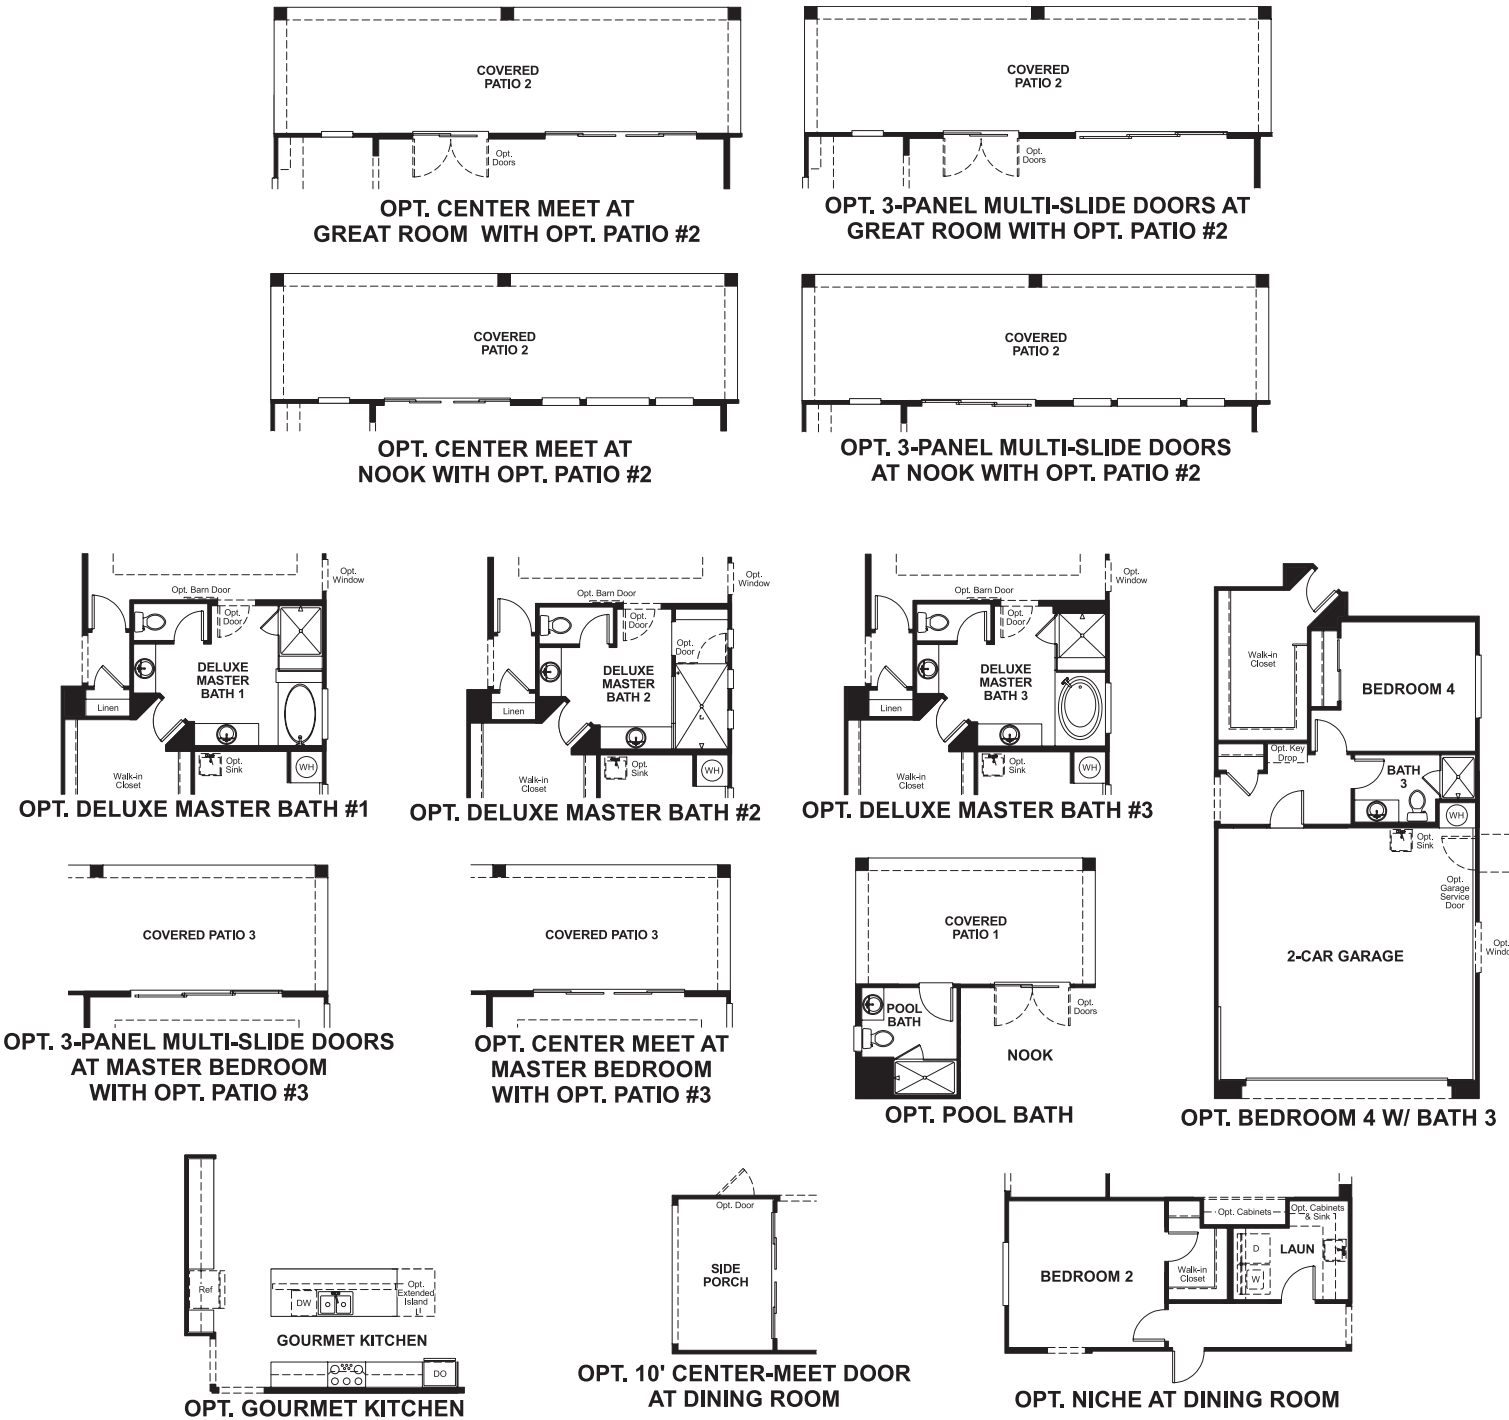 COVERED
PATIO 2
Opt.
Doors
OPT. CENTER MEET AT
GREAT ROOM WITH OPT. PATIO #2
COVERED
PATIO 2
Opt.
Doors
OPT. 3-PANEL MULTI-SLIDE DOORS AT
GREAT ROOM WITH OPT. PATIO #2
COVERED
PATIO 2
OPT. CENTER MEET AT
NOOK WITH OPT. PATIO #2
COVERED
PATIO 2
OPT. 3-PANEL MULTI-SLIDE DOORS
AT NOOK WITH OPT. PATIO #2
Opt.
Window
Opt. Barn Door
Opt.
Door
DELUXE
MASTER
BATH 1
Linen
Opt.
Sink
WH
Walk-in
Closet
OPT. DELUXE MASTER BATH #1
Opt.
Window
Opt. Barn Door
Opt.
Door
Opt.
Door
DELUXE
MASTER
BATH 2
Linen
Opt.
Sink
WH
Walk-in
Closet
OPT. DELUXE MASTER BATH #2
Opt.
Window
Opt. Barn Door
Opt.
Door
DELUXE
MASTER
BATH 3
Linen
Opt.
Sink
WH
Walk-in
Closet
OPT. DELUXE MASTER BATH #3
Walk-in
Closet
BEDROOM 4
Opt. Key
Drop
BATH
3
WH
Opt.
Sink
Opt.
Garage
Service
Door
Opt.
Windo
2-CAR GARAGE
OPT. BEDROOM 4 W/ BATH 3
COVERED PATIO 3
OPT. 3-PANEL MULTI-SLIDE DOORS
AT MASTER BEDROOM
WITH OPT. PATIO #3
COVERED PATIO 3
OPT. CENTER MEET AT
MASTER BEDROOM
WITH OPT. PATIO #3
COVERED
PATIO 1
POOL
BATH
Opt.
Doors
NOOK
OPT. POOL BATH
Ref
DW
Opt.
Extended
Island
GOURMET KITCHEN
DO
OPT. GOURMET KITCHEN
Opt. Door
SIDE
PORCH
OPT. 10' CENTER-MEET DOOR
AT DINING ROOM
Opt. Cabinets
Opt. Cabinets
& Sink
D
LAUN
W
BEDROOM 2
Walk-in
Closet
OPT. NICHE AT DINING ROOM